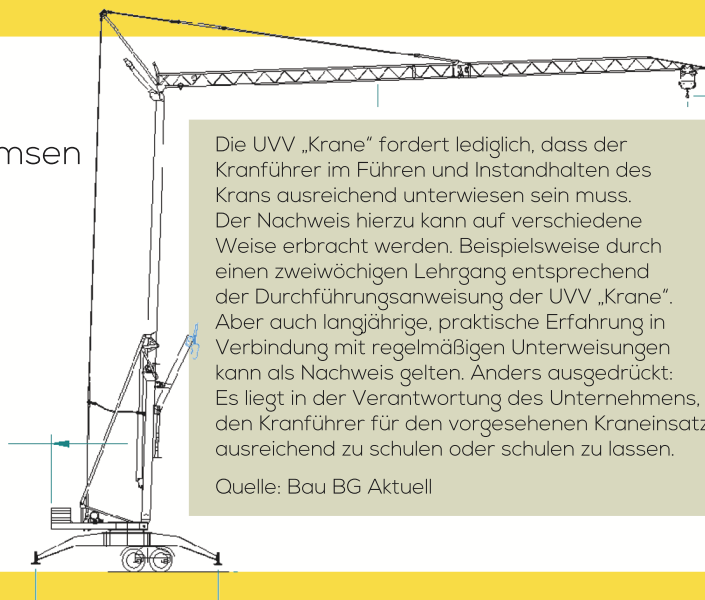 msen
Die UVV „Krane“ fordert lediglich, dass der
Kranführer im Führen und Instandhalten des
Krans ausreichend unterwiesen sein muss.
Der Nachweis hierzu kann auf verschiedene
Weise erbracht werden. Beispielsweise durch
einen zweiwöchigen Lehrgang entsprechend
der Durchführungsanweisung der UVV „Krane“.
Aber auch langjährige, praktische Erfahrung in
Verbindung mit regelmäßigen Unterweisungen
kann als Nachweis gelten. Anders ausgedrückt:
Es liegt in der Verantwortung des Unternehmens,
den Kranführer für den vorgesehenen Kraneinsatz
ausreichend zu schulen oder schulen zu lassen.
Quelle: Bau BG Aktuell